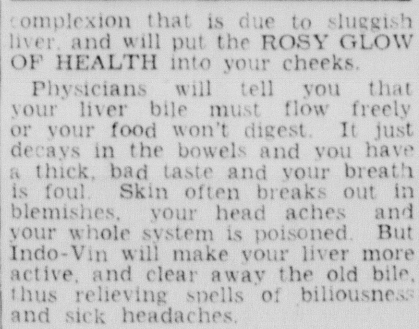 complexion that is due to sluggish
liver, and will put the ROSY GLOW
OF HEALTH into your cheeks.
Physicians will tell you that
your liver bile must flow freely
or your food won't digest. It just
decays in the bowels and you have
a thick, bad taste and your breath
is foul. Skin often breaks out in
blemishes, your head aches and
your whole system is poisoned. But
Indo-Vin will make your liver more
active, and clear away the old bile,
thus relieving spells of biliousness
and sick headaches.